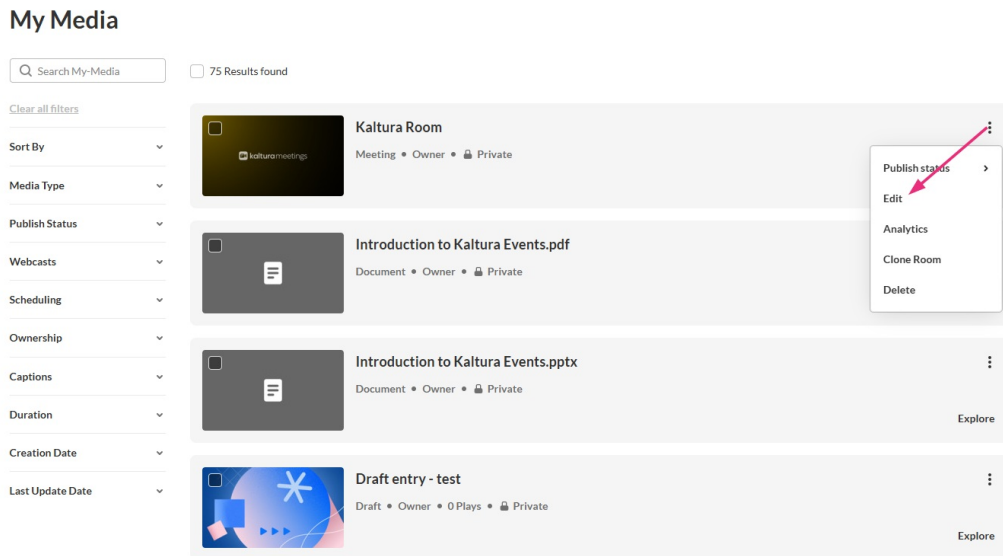 My Media
Search My-Media
75 Results found
Clear all filters
Sort By
Media Type
Publish Status
Webcasts
Scheduling
Ownership
Captions
Duration
Creation Date
Last Update Date
kalturameetings
Kaltura Room
Meeting • Owner • Private
Publish status
Edit
Analytics
Clone Room
Delete
Introduction to Kaltura Events.pdf
Document • Owner • Private
Introduction to Kaltura Events.pptx
Document • Owner • Private
Explore
Draft entry - test
Draft • Owner • 0 Plays • Private
Explore